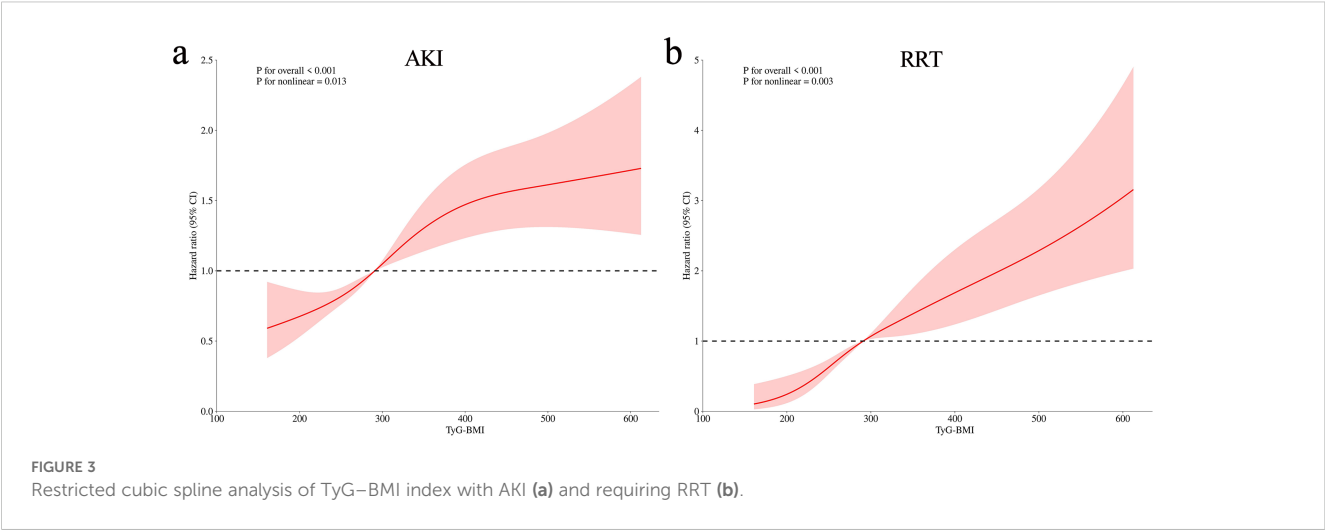 a
AKI
P for overall < 0.001
P for nonlinear = 0.013
Hazard ratio (95% CI)
2.5
2.0
1.5
1.0
0.5
0.0
100 200 300 400 500 600
TyG-BMI
b
RRT
P for overall < 0.001
P for nonlinear = 0.003
Hazard ratio (95% CI)
5
4
3
2
1
0
100 200 300 400 500 600
TyG-BMI
FIGURE 3
Restricted cubic spline analysis of TyG–BMI index with AKI (a) and requiring RRT (b).